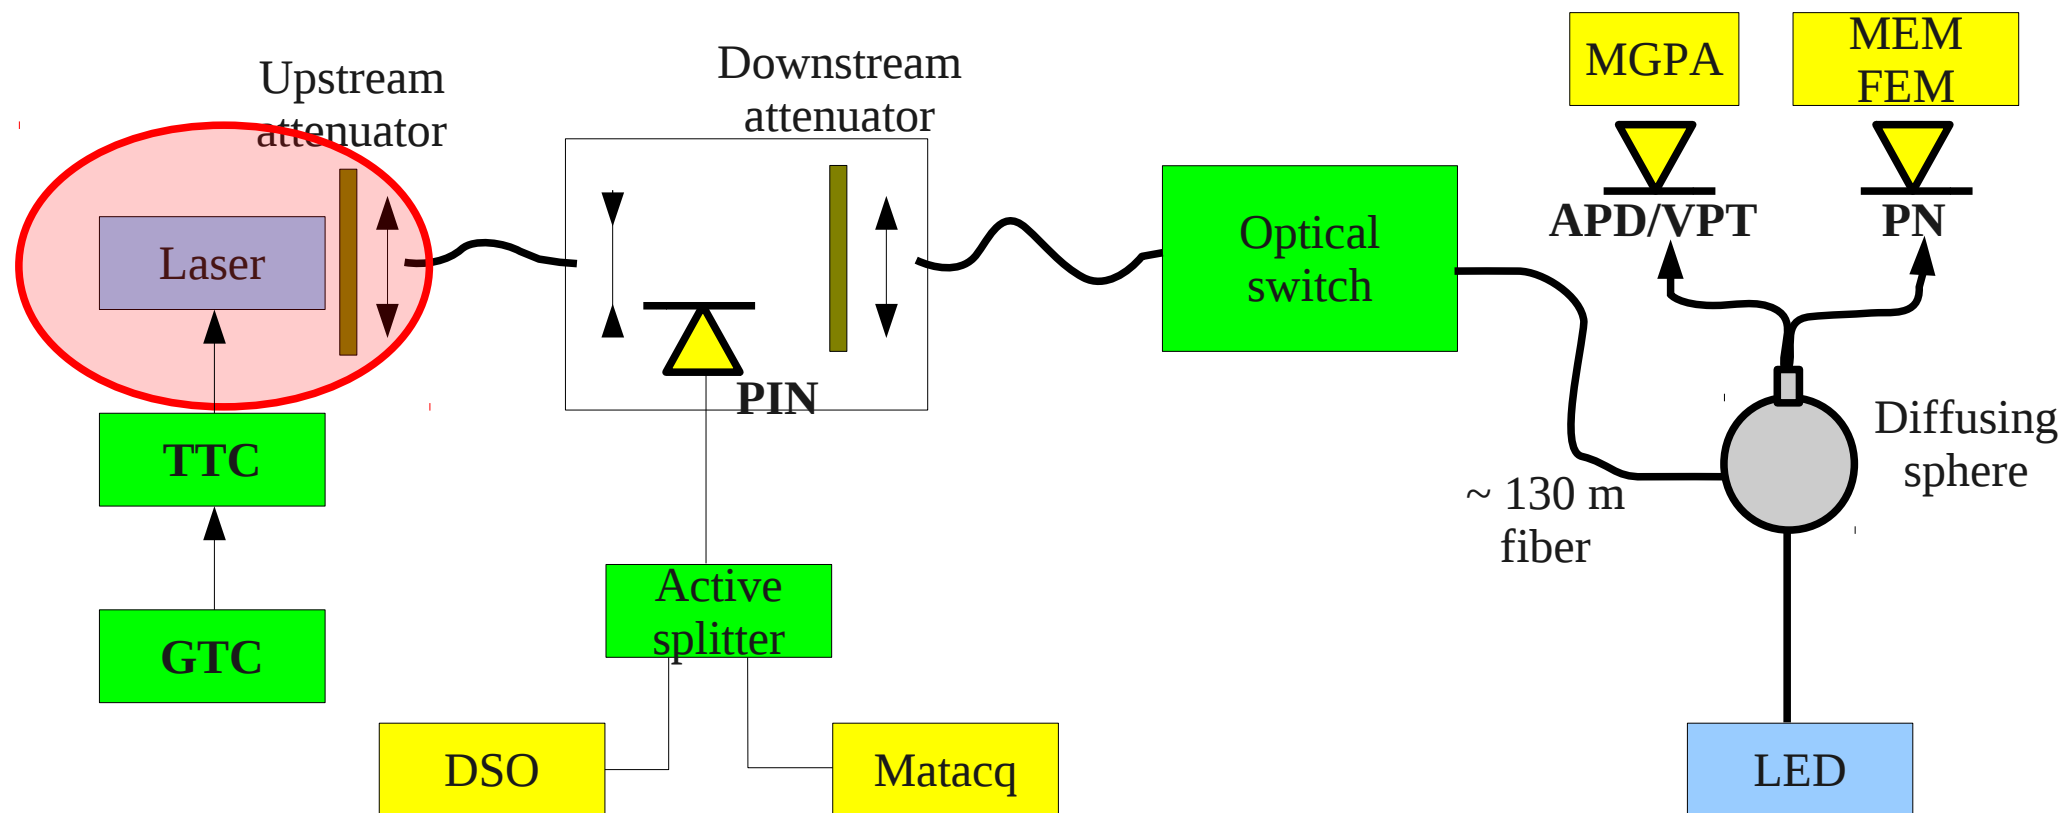 Upstream
attenuator
Downstream
attenuator
MGPA
MEM
FEM
Laser
Optical
switch
APD/VPT
PN
PIN
TTC
Diffusing
sphere
~ 130 m
fiber
Active
splitter
GTC
DSO
Matacq
LED